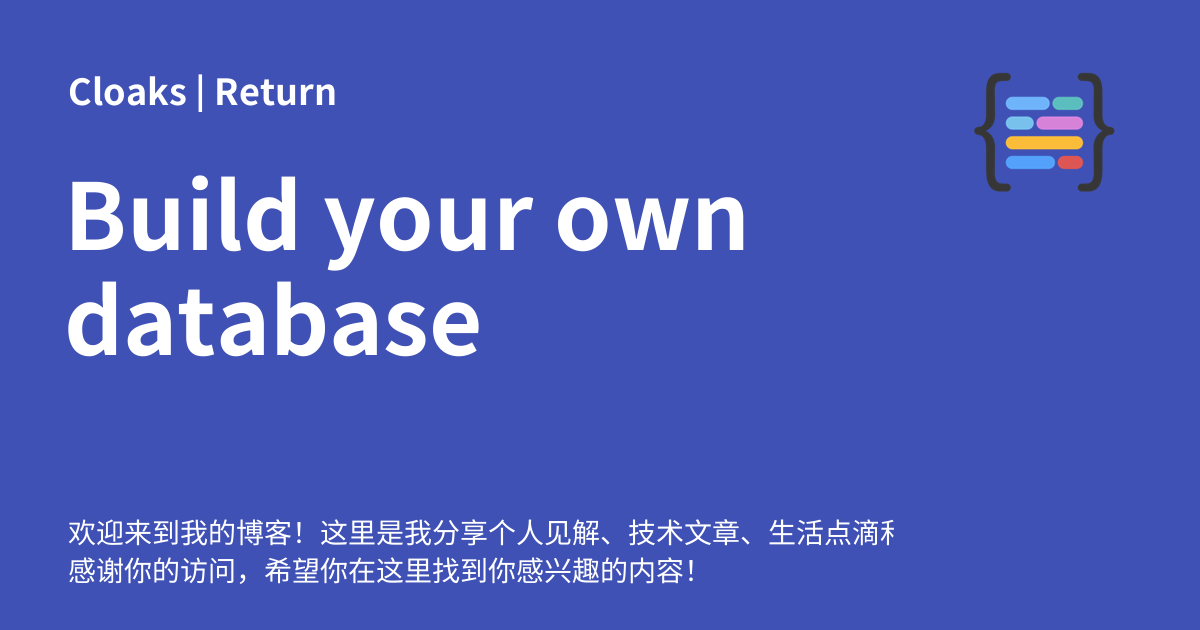 Cloaks | Return
Build your own
database
欢迎来到我的博客！这里是我分享个人见解、技术文章、生活点滴
感谢你的访问，希望你在这里找到你感兴趣的内容！